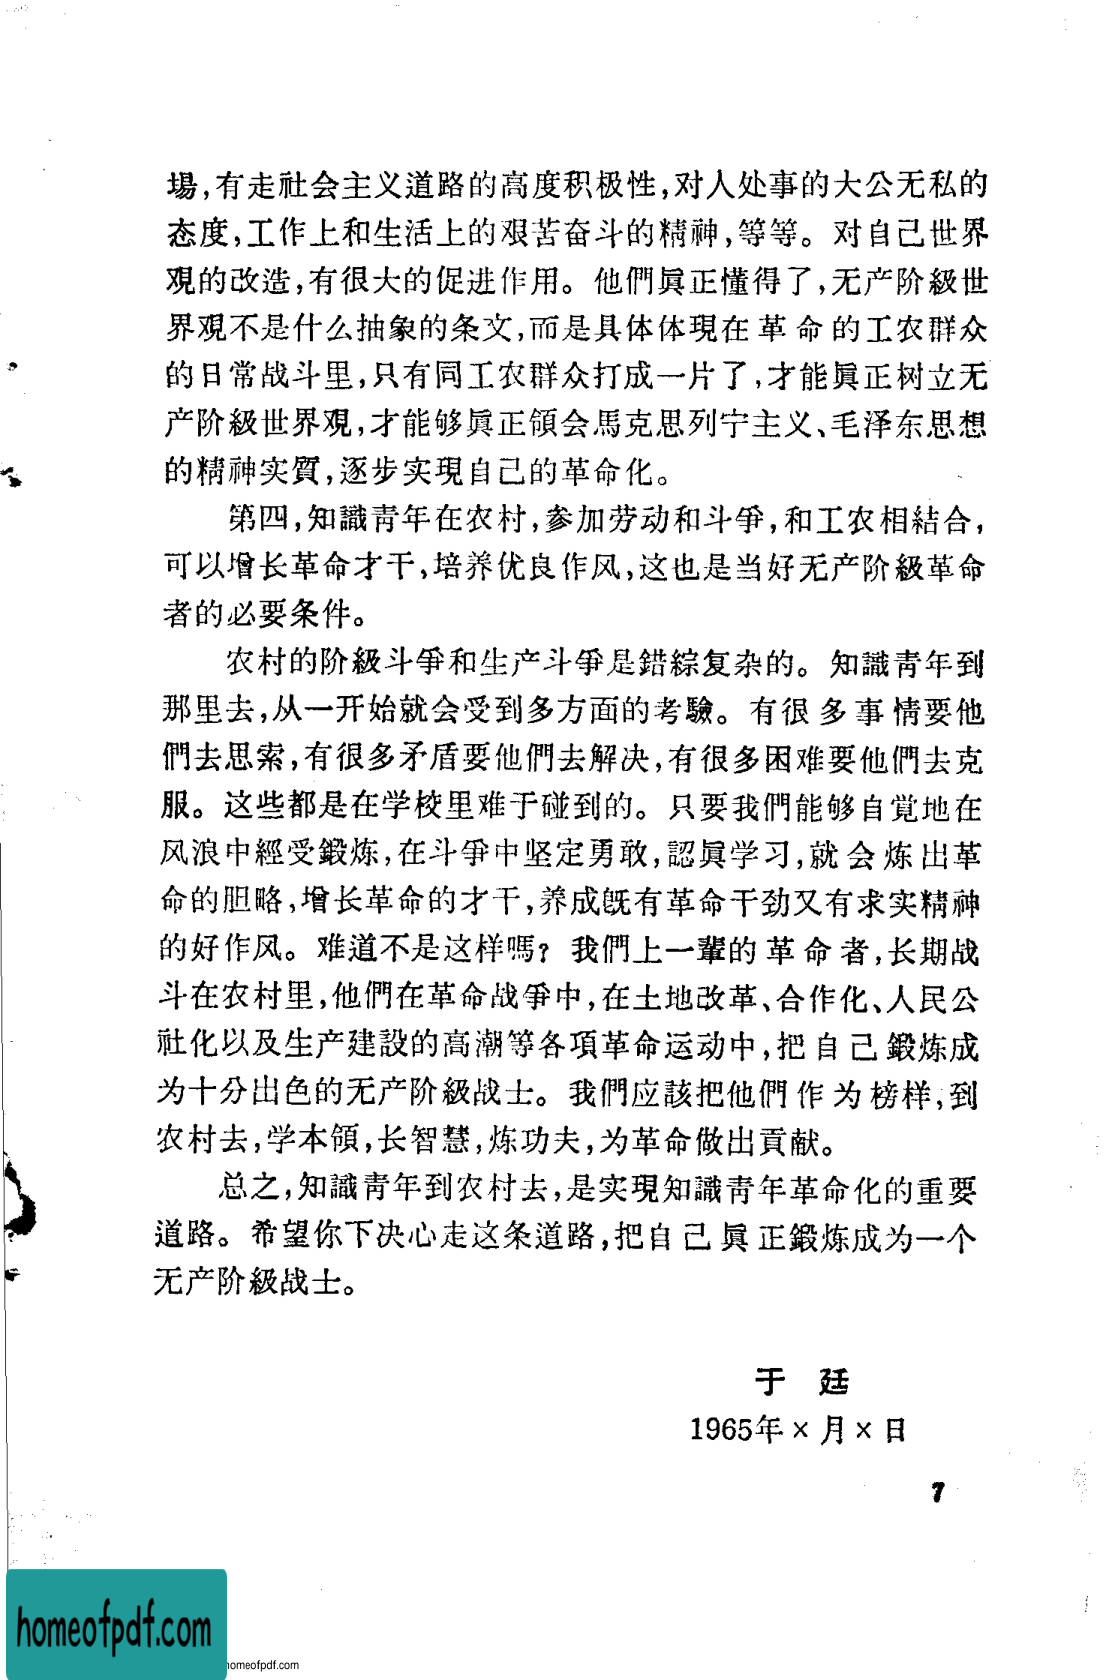 場,有走社会主义道路的高度积极性,对人处事的大公无私的
态度,工作上和生活上的艰苦奋斗的精神,等等。对自己世界
观的改造,有很大的促进作用。他們眞正懂得了,无产阶級世
界观不是什么抽象的条文,而是具体体現在革命的工农群众
的日常战斗里,只有同工农群众打成一片了,才能眞正树立无
产阶級世界观,才能够眞正領会馬克思列宁主义、毛泽东思想
的精神实質,逐步实現自己的革命化。
第四,知識青年在农村,参加劳动和斗爭,和工农相結合,
可以增长革命才干,培养优良作风,这也是当好无产阶級革命
者的必要条件。
农村的阶級斗爭和生产斗爭是錯綜复杂的。知識青年到
那里去,从一开始就会受到多方面的考驗。有很多事情要他
們去思索,有很多矛盾要他們去解决,有很多困难要他們去克
服。这些都是在学校里难于碰到的。只要我們能够自覚地在
风浪中經受鍛炼,在斗爭中坚定勇敢,認眞学习,就会炼出革
命的胆略,增长革命的才干,养成既有革命干劲又有求实精神
的好作风。难道不是这样嗎?我們上一輩的革命者,长期战
斗在农村里,他們在革命战爭中,在土地改革、合作化、人民公
社化以及生产建設的高潮等各項革命运动中,把自己鍛炼成
为十分出色的无产阶級战士。我們应該把他們作为榜样,到
农村去,学本領,长智慧,炼功夫,为革命做出貢献。
总之,知識青年到农村去,是实現知識青年革命化的重要
道路。希望你下决心走这条道路,把自己眞正鍛炼成为一个
无产阶級战士。
于 廷
1965年×月×日
7
homeofpdf.com
homeofpdf.com